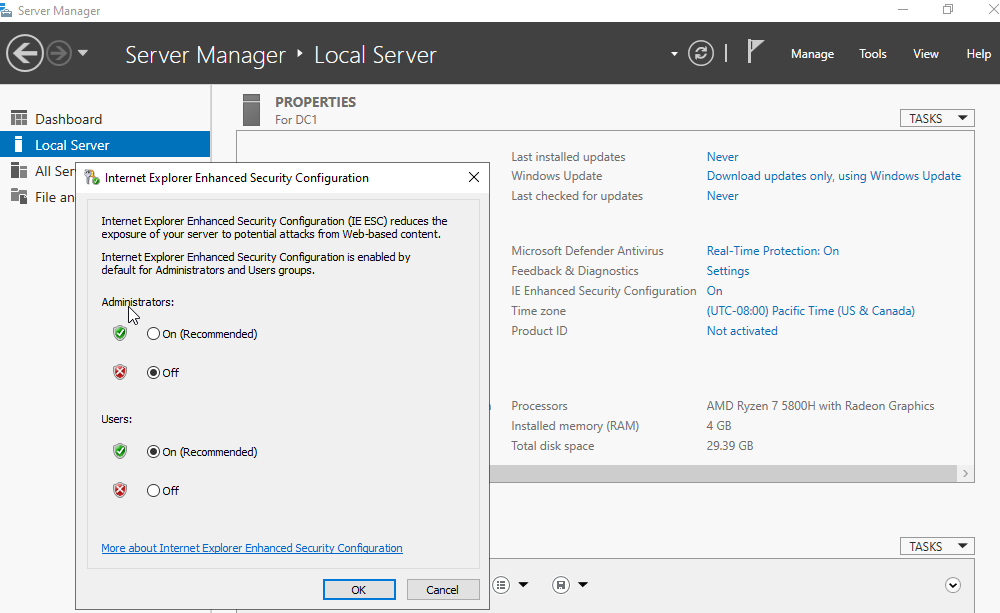 Server Manager
Server Manager ‣ Local Server
Manage
Tools
View
Help
Dashboard
Local Server
All Ser
File an
PROPERTIES
For DC1
TASKS
Last installed updates
Never
Windows Update
Download updates only, using Windows Update
Last checked for updates
Never
Microsoft Defender Antivirus
Real-Time Protection: On
Feedback & Diagnostics
Settings
IE Enhanced Security Configuration
On
Time zone
(UTC-08:00) Pacific Time (US & Canada)
Product ID
Not activated
Processors
AMD Ryzen 7 5800H with Radeon Graphics
Installed memory (RAM)
4 GB
Total disk space
29.39 GB
TASKS
Internet Explorer Enhanced Security Configuration
Internet Explorer Enhanced Security Configuration (IE ESC) reduces the
exposure of your server to potential attacks from Web-based content.
Internet Explorer Enhanced Security Configuration is enabled by
default for Administrators and Users groups.
Administrators:
On (Recommended)
Off
Users:
On (Recommended)
Off
More about Internet Explorer Enhanced Security Configuration
OK
Cancel